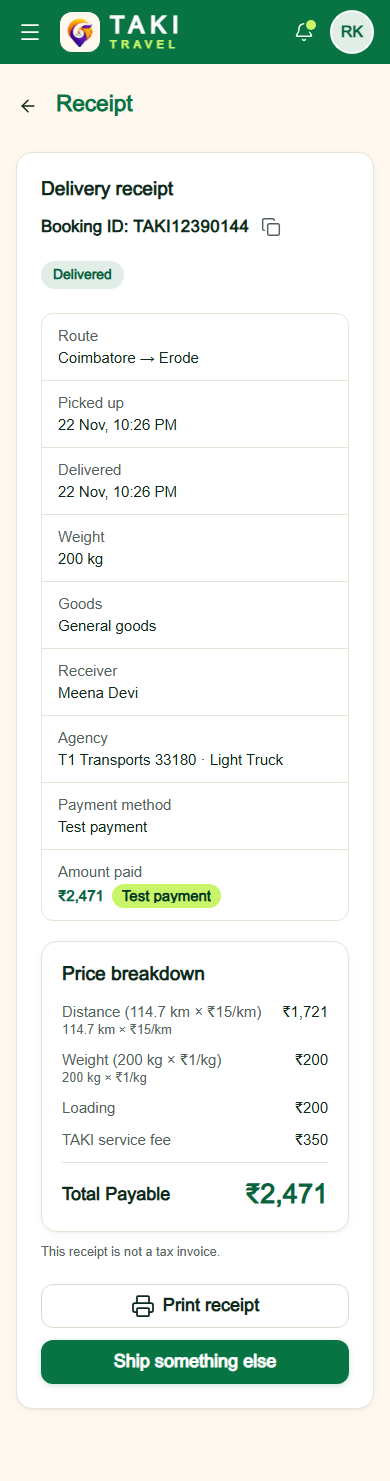 TAKI
TRAVEL
RK
Receipt
Delivery receipt
Booking ID: TAKI12390144
Delivered
Route
Coimbatore → Erode
Picked up
22 Nov, 10:26 PM
Delivered
22 Nov, 10:26 PM
Weight
200 kg
Goods
General goods
Receiver
Meena Devi
Agency
T1 Transports 33180 · Light Truck
Payment method
Test payment
Amount paid
₹2,471 Test payment
Price breakdown
Distance (114.7 km × ₹15/km) ₹1,721
114.7 km × ₹15/km
Weight (200 kg × ₹1/kg) ₹200
200 kg × ₹1/kg
Loading ₹200
TAKI service fee ₹350
Total Payable ₹2,471
This receipt is not a tax invoice.
Print receipt
Ship something else